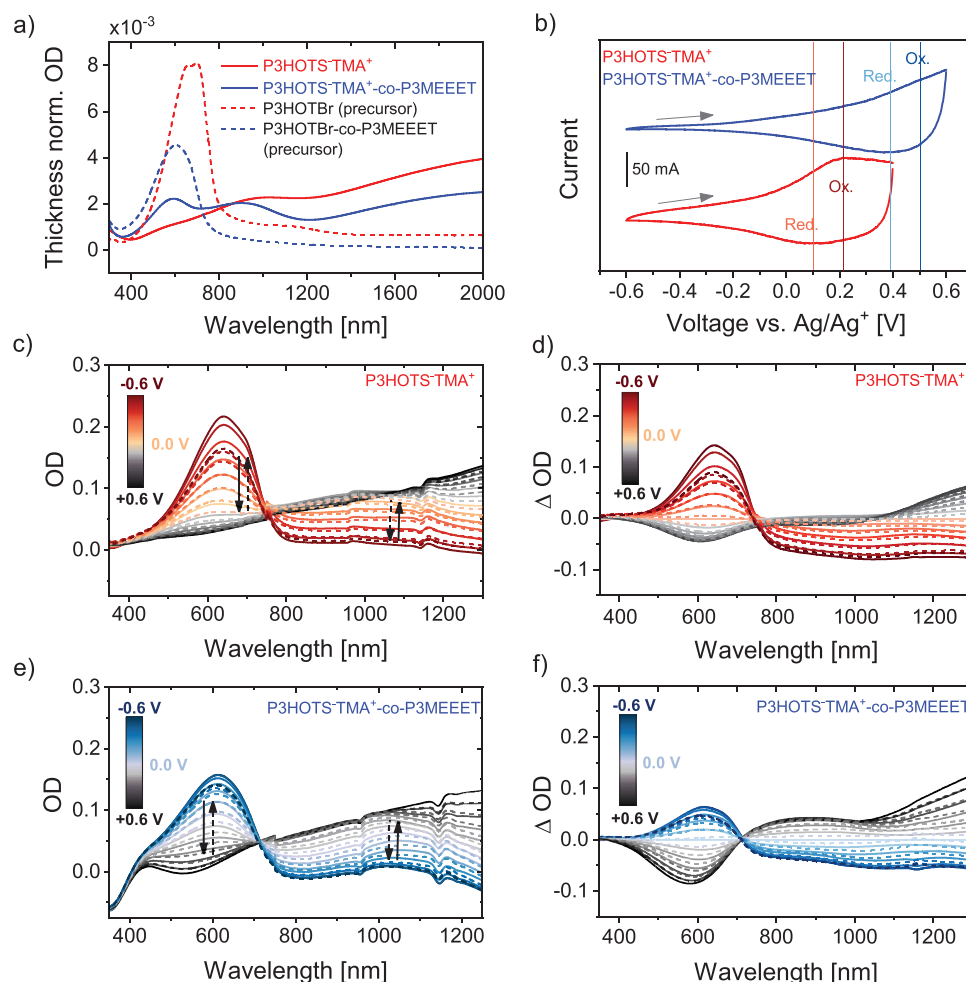 a)
x10⁻³
8
6
4
2
0
Thickness norm. OD
400
800
1200
1600
2000
Wavelength [nm]
P3HOTS⁻TMA⁺
P3HOTS⁻TMA⁺-co-P3MEEET
P3HOTBr (precursor)
P3HOTBr-co-P3MEEET
(precursor)
b)
P3HOTS⁻TMA⁺
P3HOTS⁻TMA⁺-co-P3MEEET
Ox.
Red.
50 mA
Ox.
Red.
Current
-0.6
-0.4
-0.2
0.0
0.2
0.4
0.6
Voltage vs. Ag/Ag⁺ [V]
c)
0.3
0.2
0.1
0.0
OD
-0.6 V
0.0 V
+0.6 V
P3HOTS⁻TMA⁺
400
600
800
1000
1200
Wavelength [nm]
d)
0.3
0.2
0.1
0.0
-0.1
Δ OD
-0.6 V
0.0 V
+0.6 V
P3HOTS⁻TMA⁺
400
600
800
1000
1200
Wavelength [nm]
e)
0.3
0.2
0.1
0.0
OD
-0.6 V
0.0 V
+0.6 V
P3HOTS⁻TMA⁺-co-P3MEEET
400
600
800
1000
1200
Wavelength [nm]
f)
0.3
0.2
0.1
0.0
-0.1
Δ OD
-0.6 V
0.0 V
+0.6 V
P3HOTS⁻TMA⁺-co-P3MEEET
400
600
800
1000
1200
Wavelength [nm]